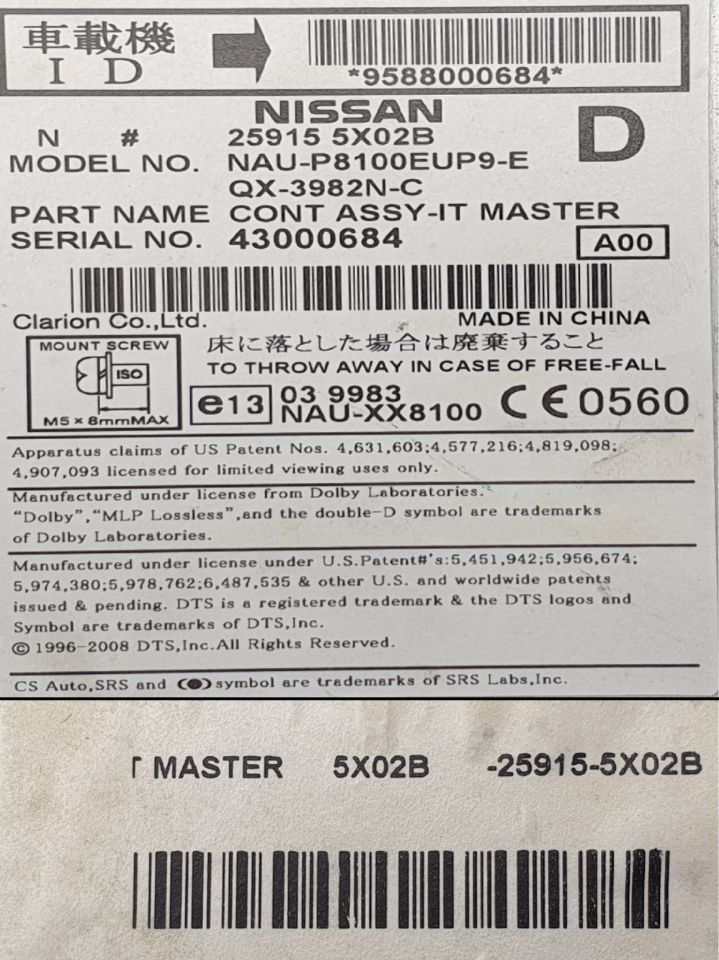 車載機
I D
*9588000684*
NISSAN
D
N #
25915 5X02B
MODEL NO. NAU-P8100EUP9-E
QX-3982N-C
PART NAME CONT ASSY-IT MASTER
SERIAL NO. 43000684
A00
Clarion Co.,Ltd.
MADE IN CHINA
MOUNT SCREW
ISO
M5×8mmMAX
床に落とした場合は廃棄すること
TO THROW AWAY IN CASE OF FREE-FALL
e13
03 9983
NAU-XX8100
CE0560
Apparatus claims of US Patent Nos. 4,631,603;4,577,216;4,819,098;
4,907,093 licensed for limited viewing uses only.
Manufactured under license from Dolby Laboratories.
“Dolby”,“MLP Lossless”,and the double-D symbol are trademarks
of Dolby Laboratories.
Manufactured under license under U.S.Patent#'s:5,451,942;5,956,674;
5,974,380;5,978,762;6,487,535 & other U.S. and worldwide patents
issued & pending. DTS is a registered trademark & the DTS logos and
Symbol are trademarks of DTS,Inc.
© 1996-2008 DTS,Inc.All Rights Reserved.
CS Auto,SRS and symbol are trademarks of SRS Labs,Inc.
MASTER 5X02B -25915-5X02B